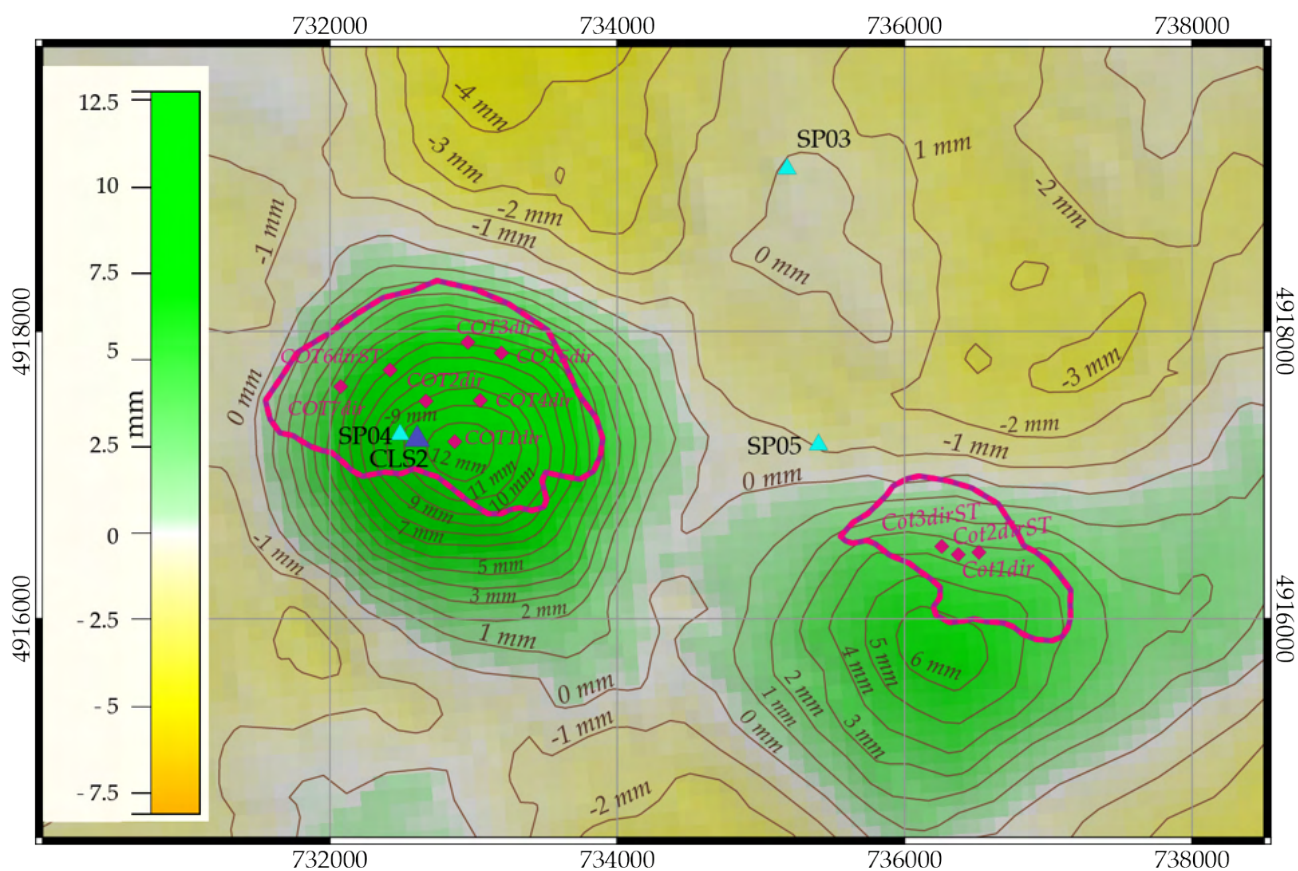 732000 734000 736000 738000
12.5
10
7.5
5
2.5
0
- 2.5
- 5
- 7.5
mm
4918000
4916000
4918000
4916000
-4 mm
-3 mm
-2 mm
-1 mm
-1 mm
SP03
1 mm
-2 mm
0 mm
-3 mm
-2 mm
-1 mm
0 mm
COT3dir
COT6dirST
COT5dir
COT2dir
COT7dir
COT4dir
-9 mm
SP04
COT1dir
CLS2
12 mm
11 mm
10 mm
9 mm
7 mm
5 mm
3 mm
2 mm
1 mm
0 mm
-1 mm
SP05
0 mm
Cot3dirST
Cot2dirST
Cot1dir
6 mm
5 mm
4 mm
3 mm
2 mm
1 mm
0 mm
-1 mm
-2 mm
732000 734000 736000 738000